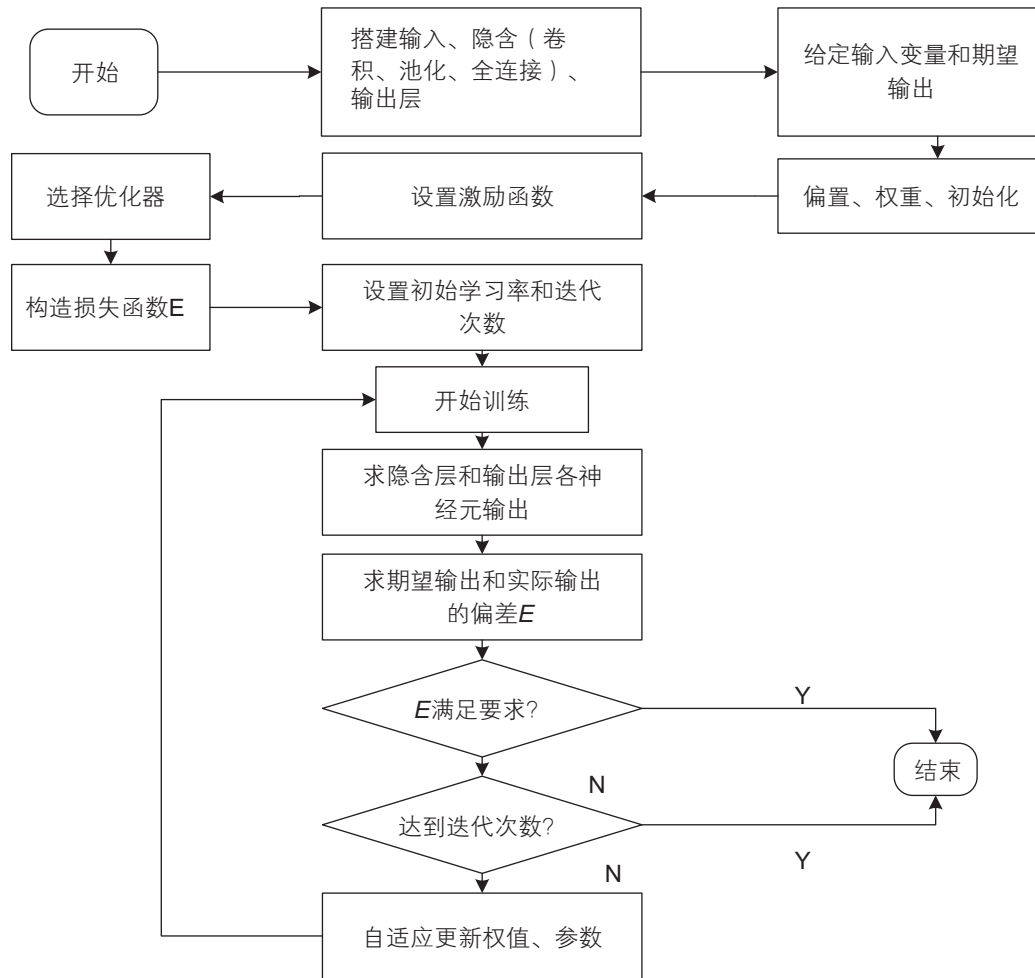 开始
搭建输入、隐含（卷
积、池化、全连接）、
输出层
给定输入变量和期望
输出
选择优化器
设置激励函数
偏置、权重、初始化
构造损失函数E
设置初始学习率和迭代
次数
开始训练
求隐含层和输出层各神
经元输出
求期望输出和实际输出
的偏差E
E满足要求?
Y
结束
N
达到迭代次数?
Y
N
自适应更新权值、参数